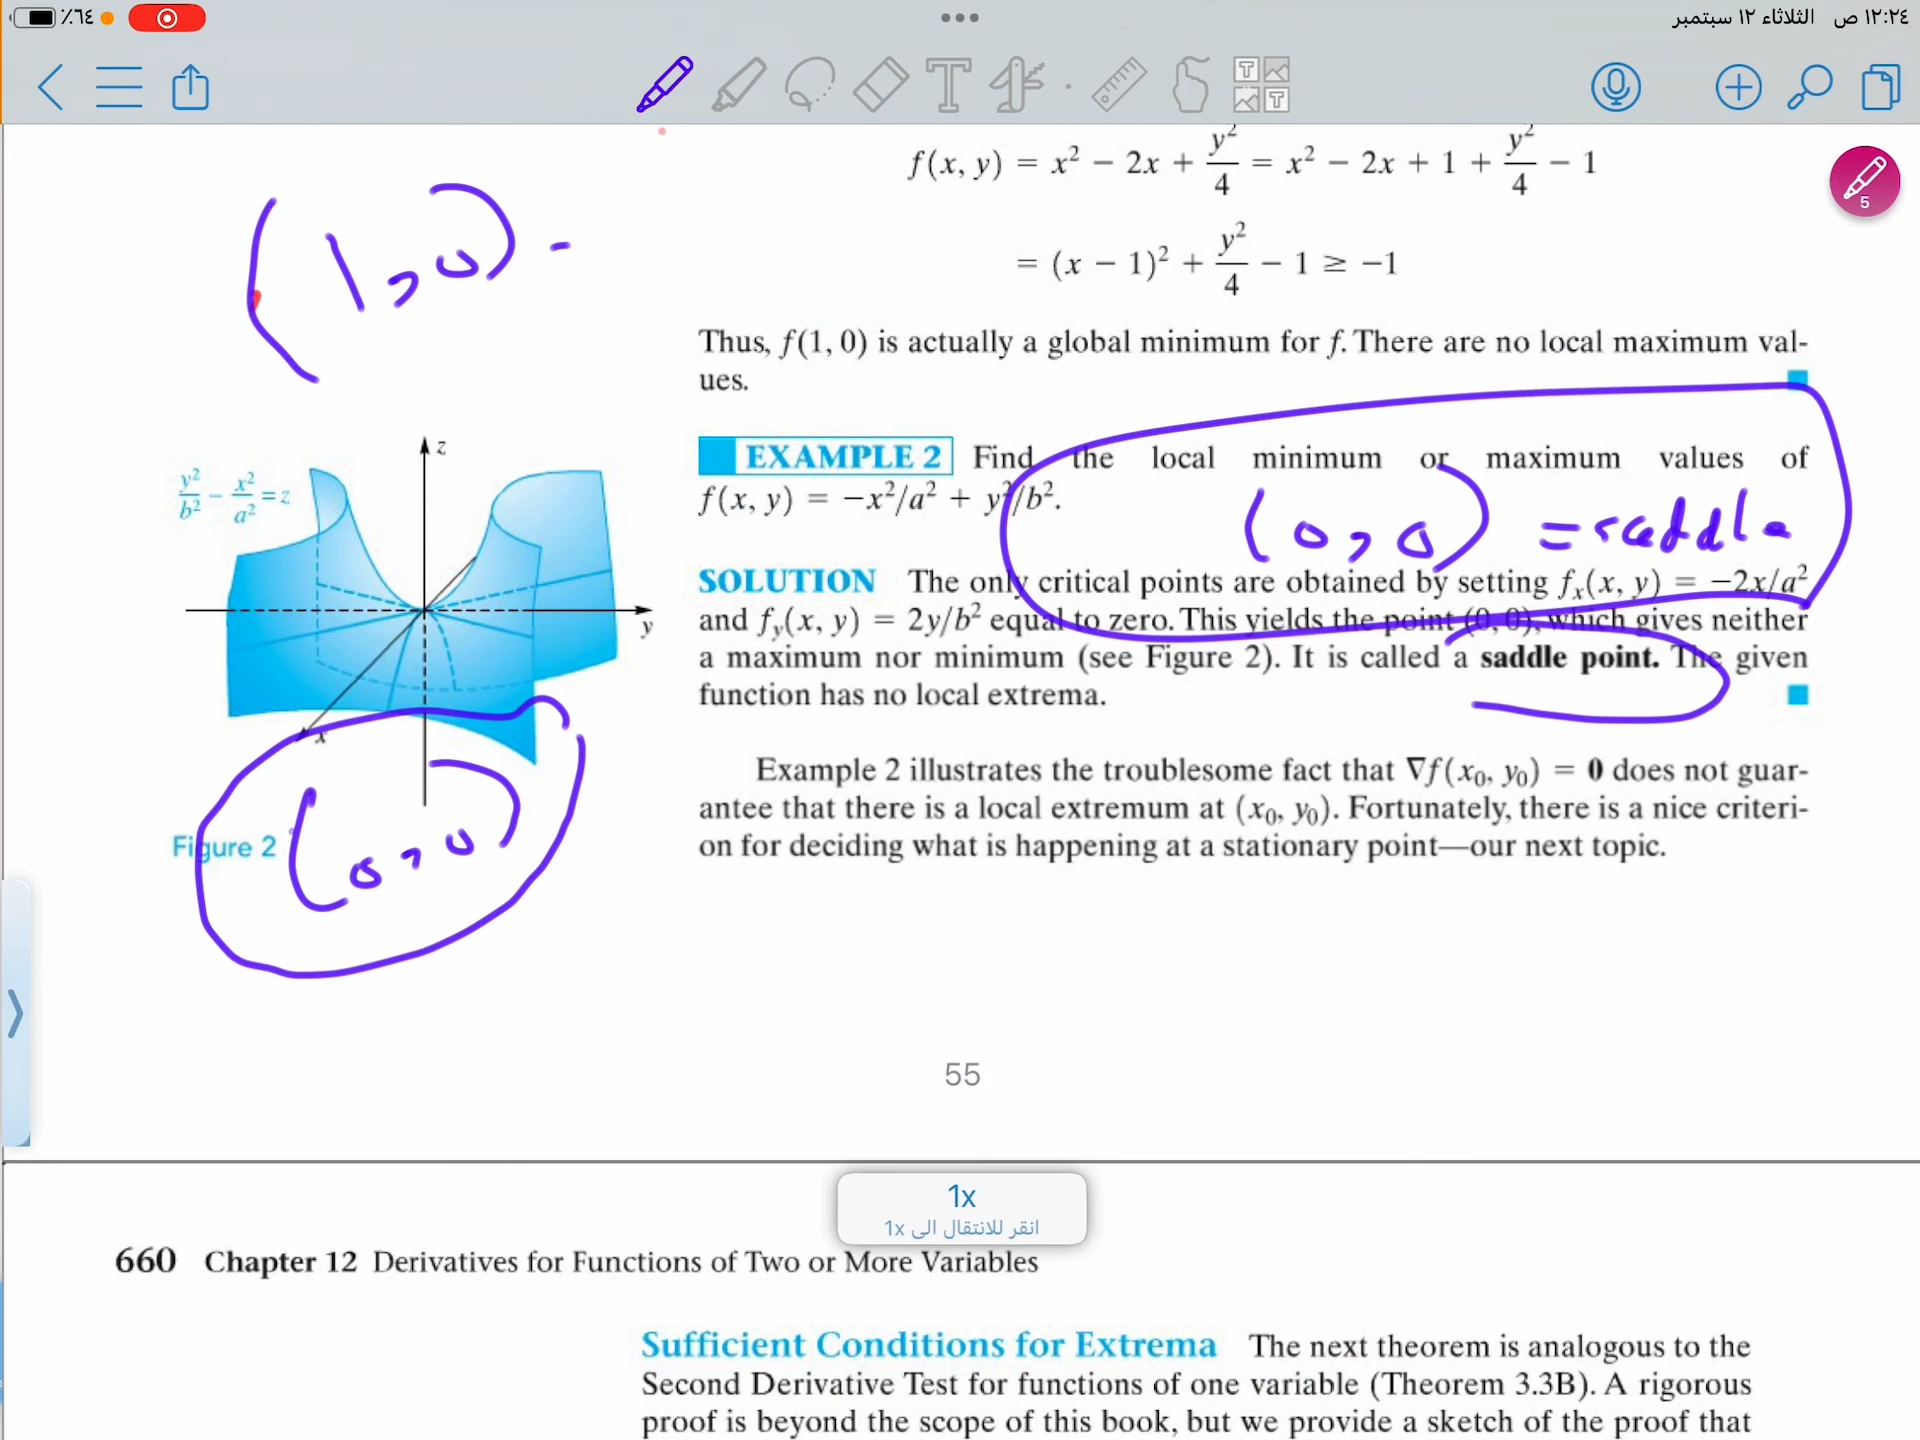 ٪٦٤
١٢:٢٤ ص الثلاثاء ١٢ سبتمبر
5
f(x, y) = x² − 2x + y²/4 = x² − 2x + 1 + y²/4 − 1
= (x − 1)² + y²/4 − 1 ≥ −1
(1,0) -
Thus, f(1, 0) is actually a global minimum for f. There are no local maximum val-
ues.
EXAMPLE 2 Find the local minimum or maximum values of
f(x, y) = −x²/a² + y²/b².
(0,0) = saddle
SOLUTION The only critical points are obtained by setting fₓ(x, y) = −2x/a²
and f_y(x, y) = 2y/b² equal to zero. This yields the point (0, 0), which gives neither
a maximum nor minimum (see Figure 2). It is called a saddle point. The given
function has no local extrema.
y²/b² − x²/a² = z
z
y
x
(0,0)
Figure 2
Example 2 illustrates the troublesome fact that ∇f(x₀, y₀) = 0 does not guar-
antee that there is a local extremum at (x₀, y₀). Fortunately, there is a nice criteri-
on for deciding what is happening at a stationary point—our next topic.
55
1x
انقر للانتقال الى 1x
660 Chapter 12 Derivatives for Functions of Two or More Variables
Sufficient Conditions for Extrema The next theorem is analogous to the
Second Derivative Test for functions of one variable (Theorem 3.3B). A rigorous
proof is beyond the scope of this book, but we provide a sketch of the proof that